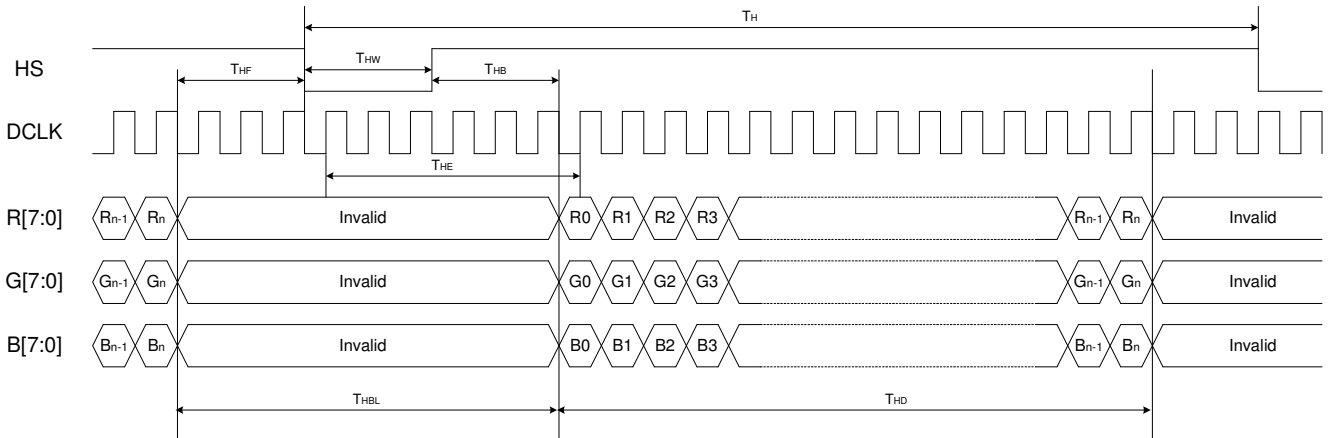 TH
HS
THF
THW
THB
DCLK
THE
R[7:0]
Rn-1 Rn Invalid R0 R1 R2 R3 Rn-1 Rn Invalid
G[7:0]
Gn-1 Gn Invalid G0 G1 G2 G3 Gn-1 Gn Invalid
B[7:0]
Bn-1 Bn Invalid B0 B1 B2 B3 Bn-1 Bn Invalid
THBL
THD